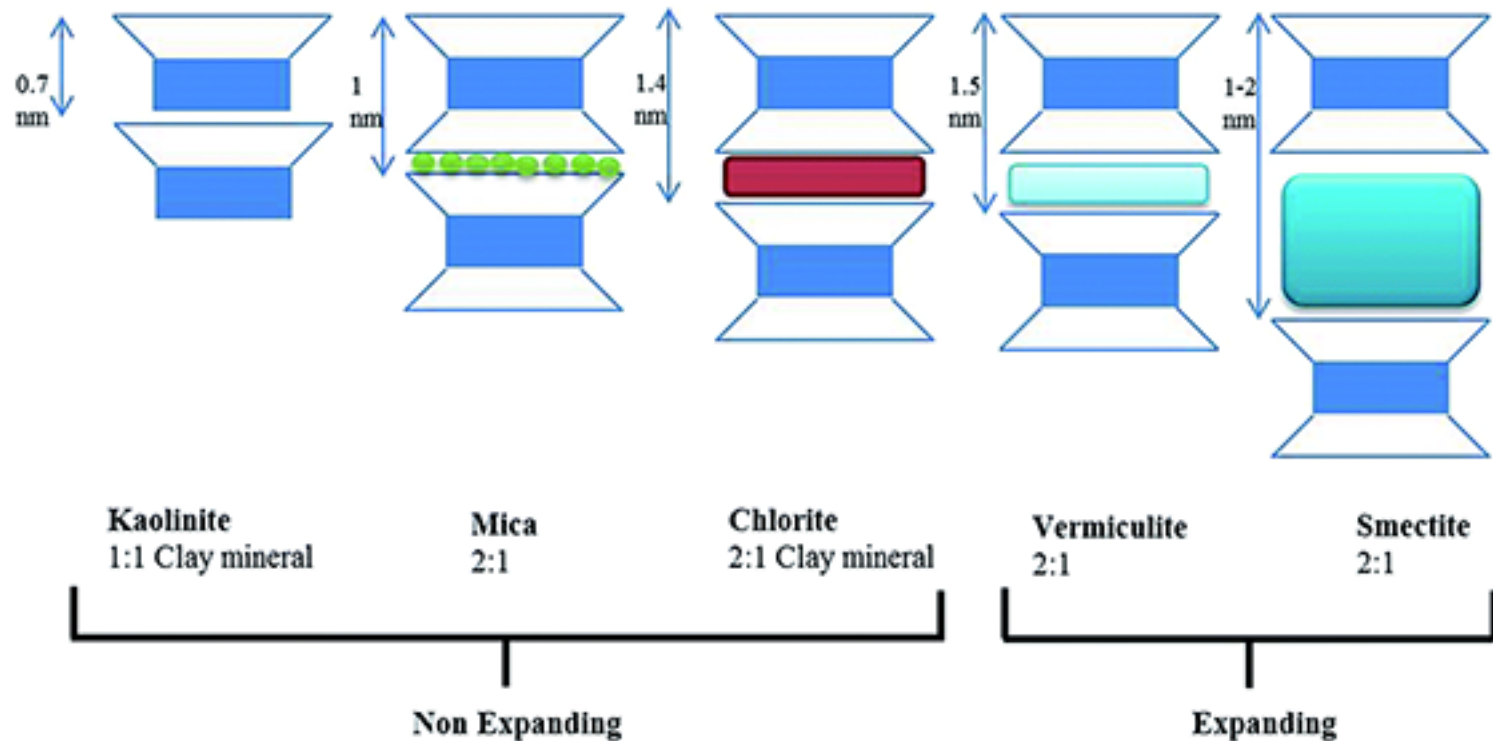 0.7
nm
1
nm
1.4
nm
1.5
nm
1-2
nm
Kaolinite
1:1 Clay mineral
Mica
2:1
Chlorite
2:1 Clay mineral
Vermiculite
2:1
Smectite
2:1
Non Expanding
Expanding